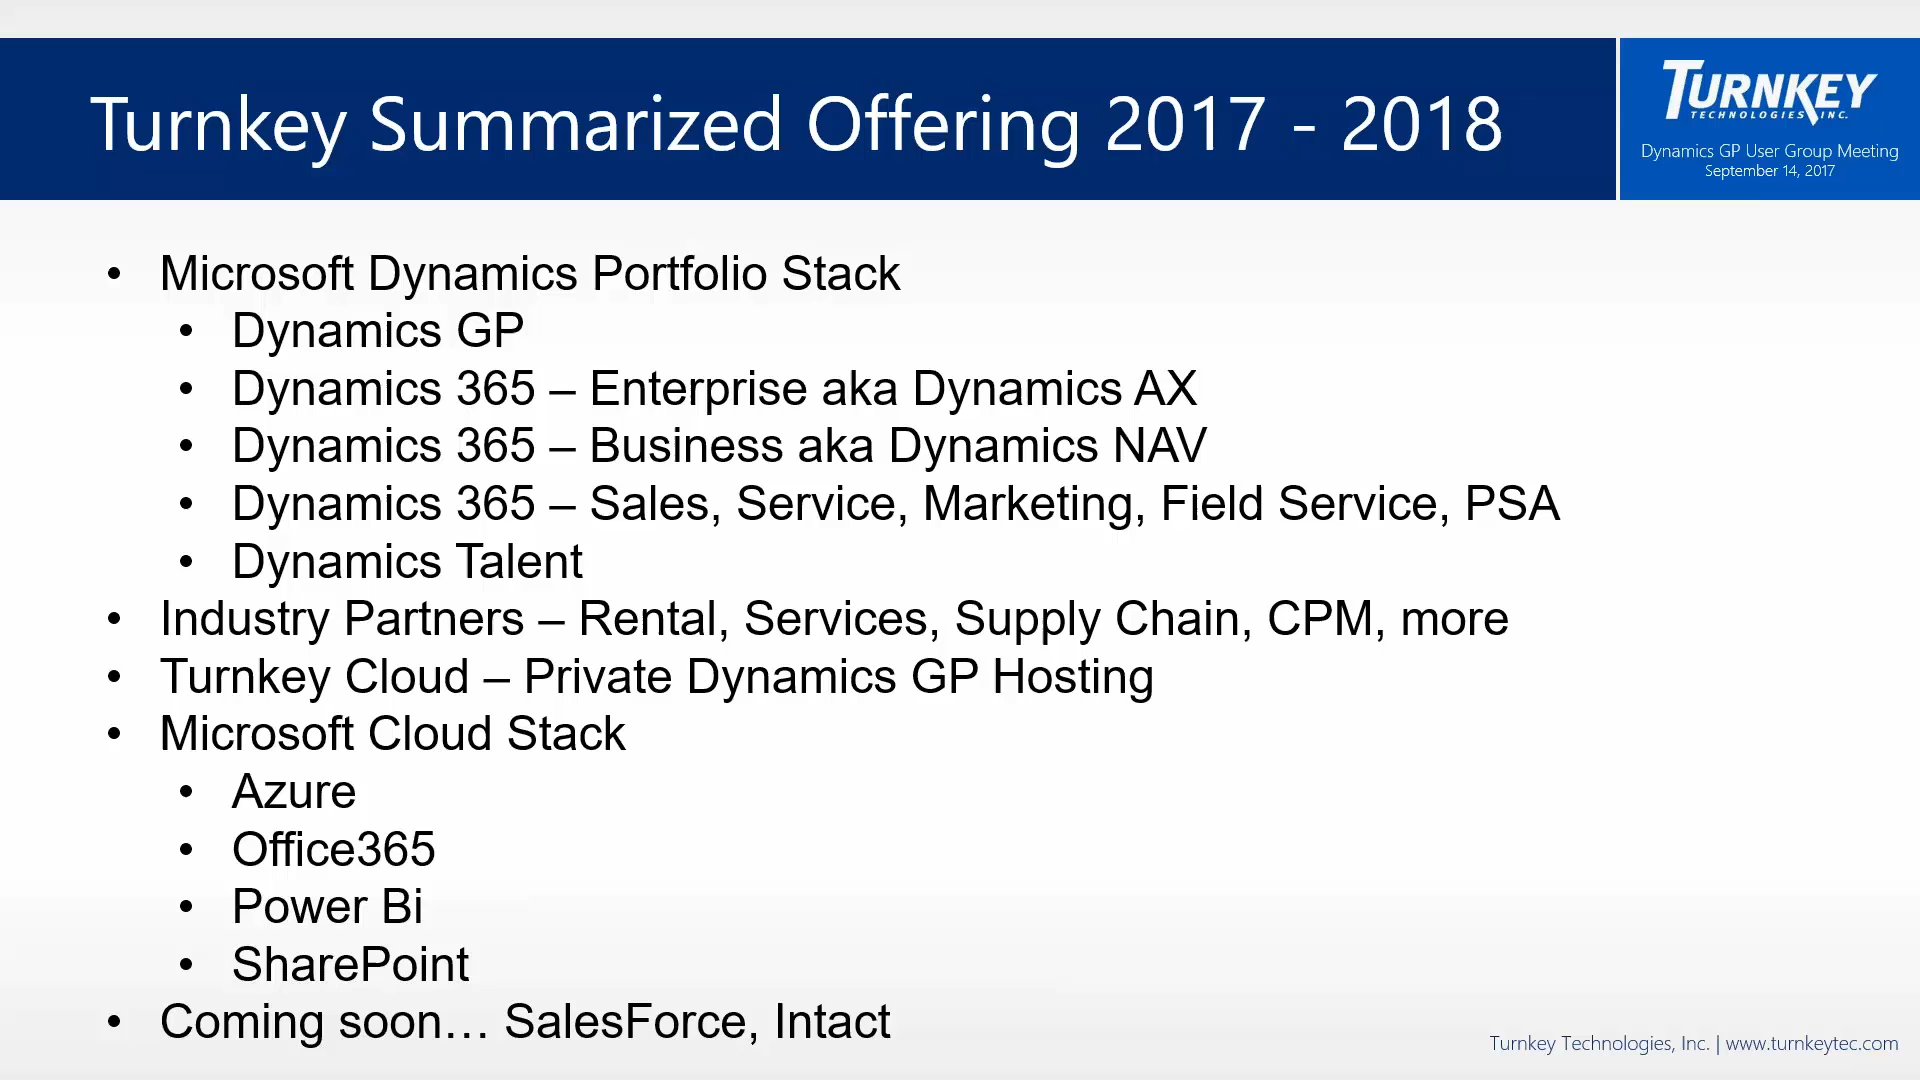 Turnkey Summarized Offering 2017 - 2018
TURNKEY
TECHNOLOGIES, INC.
Dynamics GP User Group Meeting
September 14, 2017
• Microsoft Dynamics Portfolio Stack
• Dynamics GP
• Dynamics 365 – Enterprise aka Dynamics AX
• Dynamics 365 – Business aka Dynamics NAV
• Dynamics 365 – Sales, Service, Marketing, Field Service, PSA
• Dynamics Talent
• Industry Partners – Rental, Services, Supply Chain, CPM, more
• Turnkey Cloud – Private Dynamics GP Hosting
• Microsoft Cloud Stack
• Azure
• Office365
• Power Bi
• SharePoint
• Coming soon… SalesForce, Intact
Turnkey Technologies, Inc. | www.turnkeytec.com